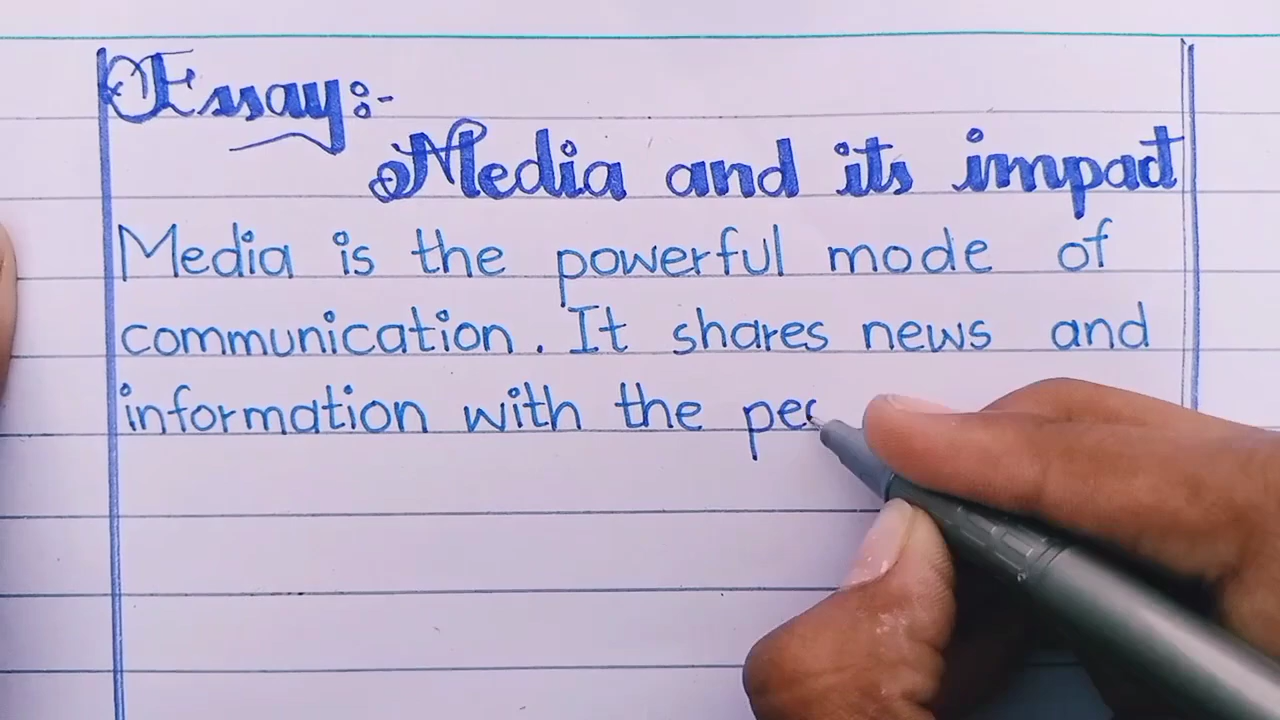 Essay:-
Media and its impact
Media is the powerful mode of
communication. It shares news and
information with the